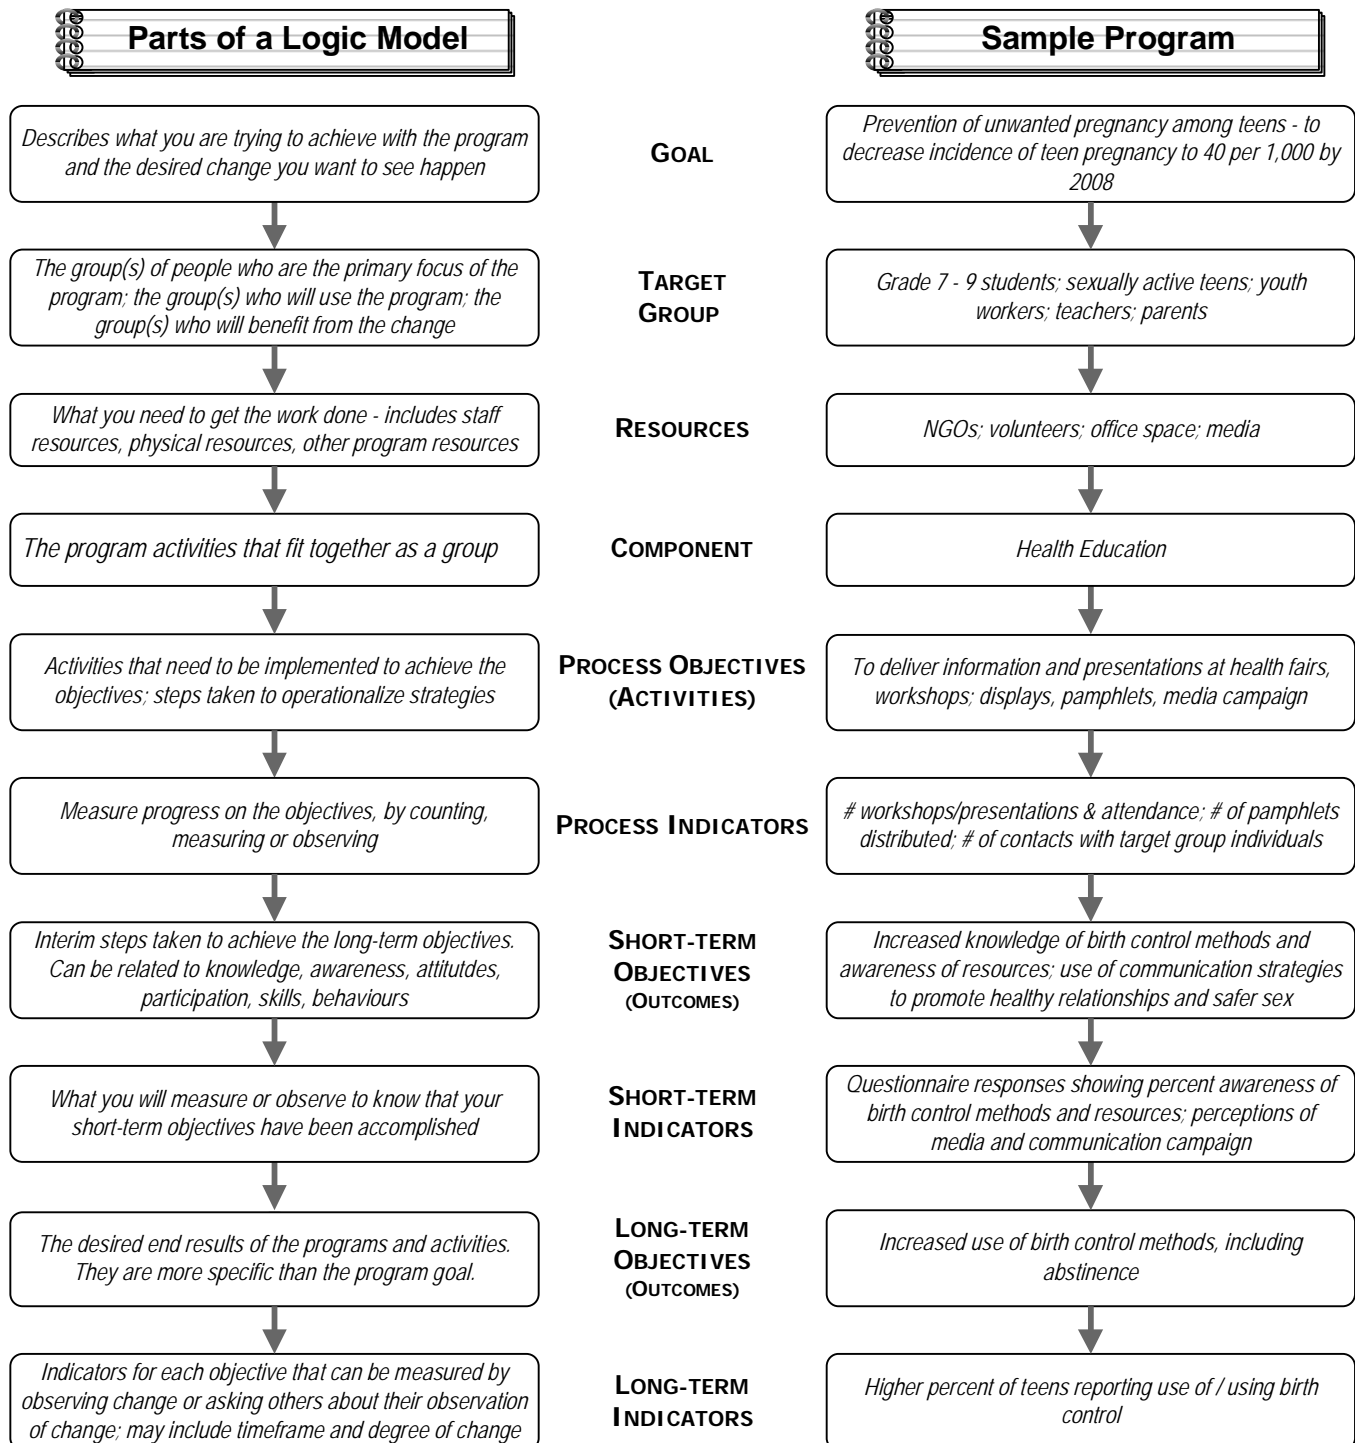 Parts of a Logic Model
Sample Program
Describes what you are trying to achieve with the program
and the desired change you want to see happen
GOAL
Prevention of unwanted pregnancy among teens - to
decrease incidence of teen pregnancy to 40 per 1,000 by
2008
The group(s) of people who are the primary focus of the
program; the group(s) who will use the program; the
group(s) who will benefit from the change
TARGET
GROUP
Grade 7 - 9 students; sexually active teens; youth
workers; teachers; parents
What you need to get the work done - includes staff
resources, physical resources, other program resources
RESOURCES
NGOs; volunteers; office space; media
The program activities that fit together as a group
COMPONENT
Health Education
Activities that need to be implemented to achieve the
objectives; steps taken to operationalize strategies
PROCESS OBJECTIVES
(ACTIVITIES)
To deliver information and presentations at health fairs,
workshops; displays, pamphlets, media campaign
Measure progress on the objectives, by counting,
measuring or observing
PROCESS INDICATORS
# workshops/presentations & attendance; # of pamphlets
distributed; # of contacts with target group individuals
Interim steps taken to achieve the long-term objectives.
Can be related to knowledge, awareness, attitutdes,
participation, skills, behaviours
SHORT-TERM
OBJECTIVES
(OUTCOMES)
Increased knowledge of birth control methods and
awareness of resources; use of communication strategies
to promote healthy relationships and safer sex
What you will measure or observe to know that your
short-term objectives have been accomplished
SHORT-TERM
INDICATORS
Questionnaire responses showing percent awareness of
birth control methods and resources; perceptions of
media and communication campaign
The desired end results of the programs and activities.
They are more specific than the program goal.
LONG-TERM
OBJECTIVES
(OUTCOMES)
Increased use of birth control methods, including
abstinence
Indicators for each objective that can be measured by
observing change or asking others about their observation
of change; may include timeframe and degree of change
LONG-TERM
INDICATORS
Higher percent of teens reporting use of / using birth
control